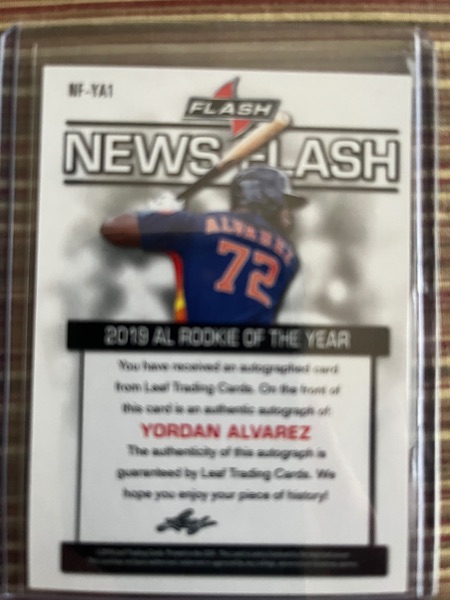 NF-YA1
FLASH
NEWS FLASH
ALVAREZ
72
2019 AL ROOKIE OF THE YEAR
You have received an autographed card
from Leaf Trading Cards. On the front of
this card is an authentic autograph of:
YORDAN ALVAREZ
The authenticity of this autograph is
guaranteed by Leaf Trading Cards. We
hope you enjoy your piece of history!
Leaf